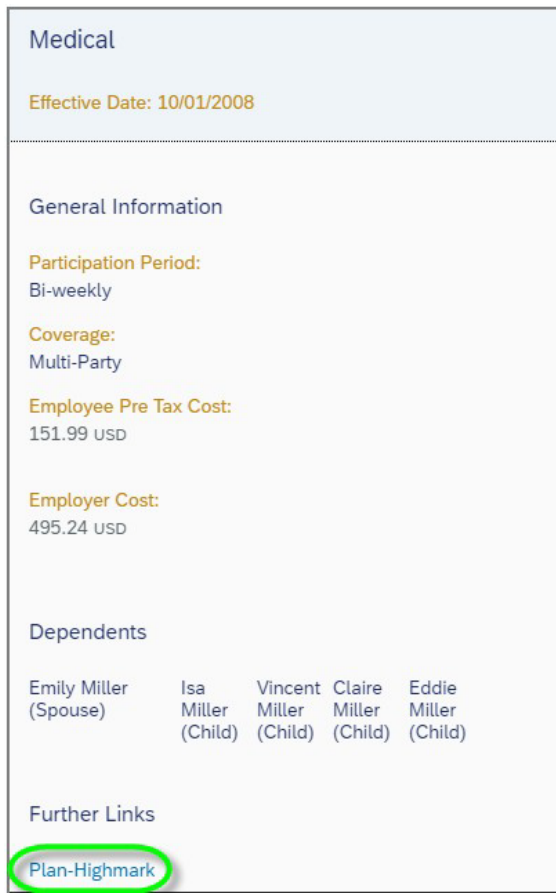 Medical
Effective Date: 10/01/2008
General Information
Participation Period:
Bi-weekly
Coverage:
Multi-Party
Employee Pre Tax Cost:
151.99 USD
Employer Cost:
495.24 USD
Dependents
Emily Miller
(Spouse)
Isa
Miller
(Child)
Vincent
Miller
(Child)
Claire
Miller
(Child)
Eddie
Miller
(Child)
Further Links
Plan-Highmark